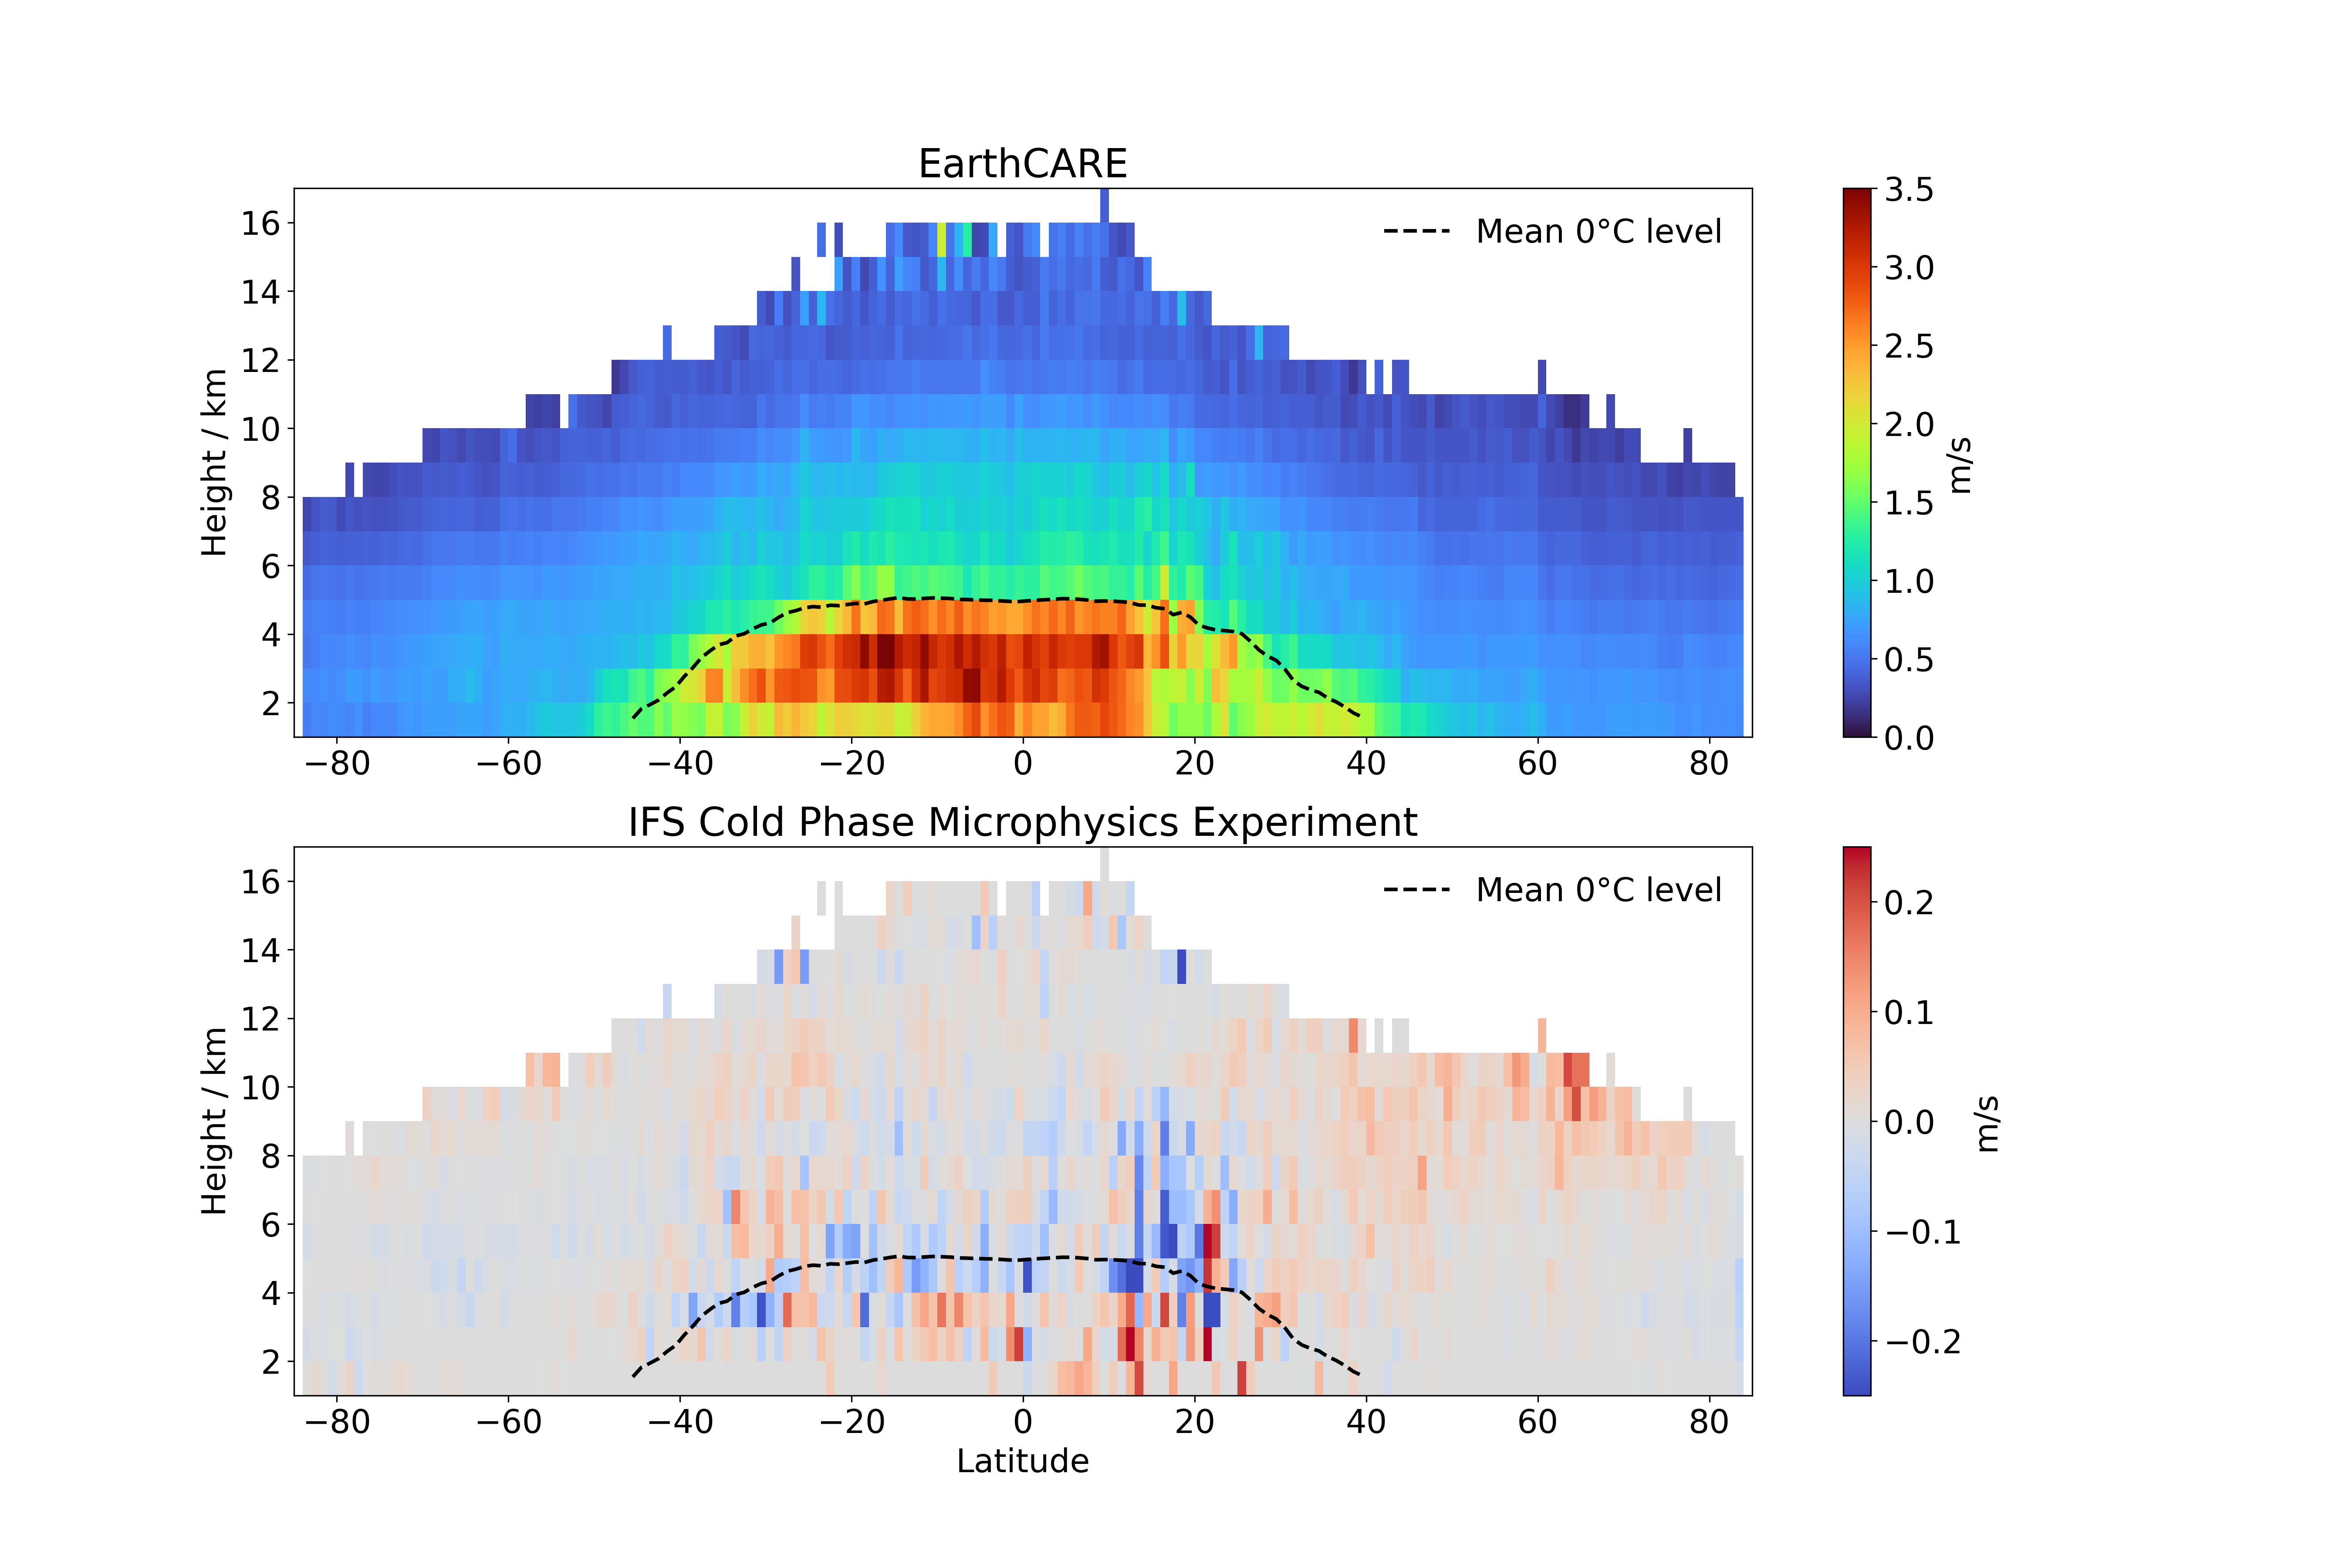 EarthCARE
Mean 0°C level
Height / km
16
14
12
10
8
6
4
2
−80 −60 −40 −20 0 20 40 60 80
3.5
3.0
2.5
2.0
1.5
1.0
0.5
0.0
m/s
IFS Cold Phase Microphysics Experiment
Mean 0°C level
Height / km
16
14
12
10
8
6
4
2
−80 −60 −40 −20 0 20 40 60 80
Latitude
0.2
0.1
0.0
−0.1
−0.2
m/s